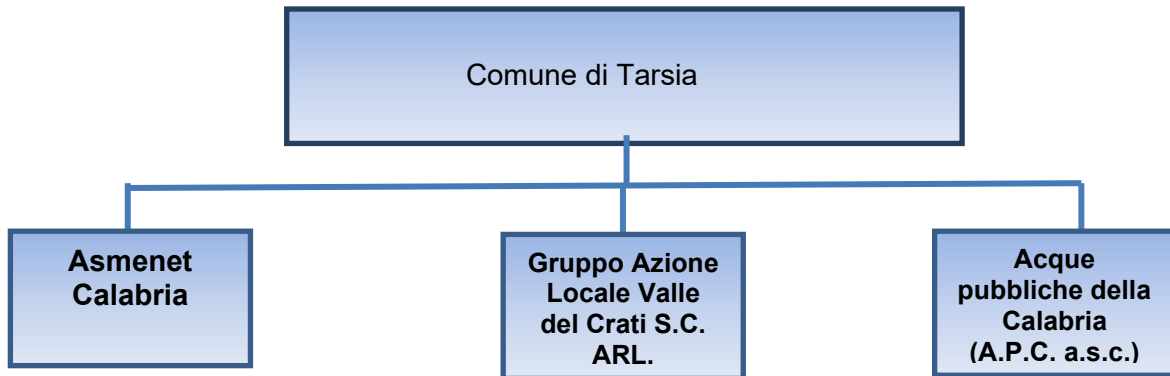 Comune di Tarsia
Asmenet
Calabria
Gruppo Azione
Locale Valle
del Crati S.C.
ARL.
Acque
pubbliche della
Calabria
(A.P.C. a.s.c.)